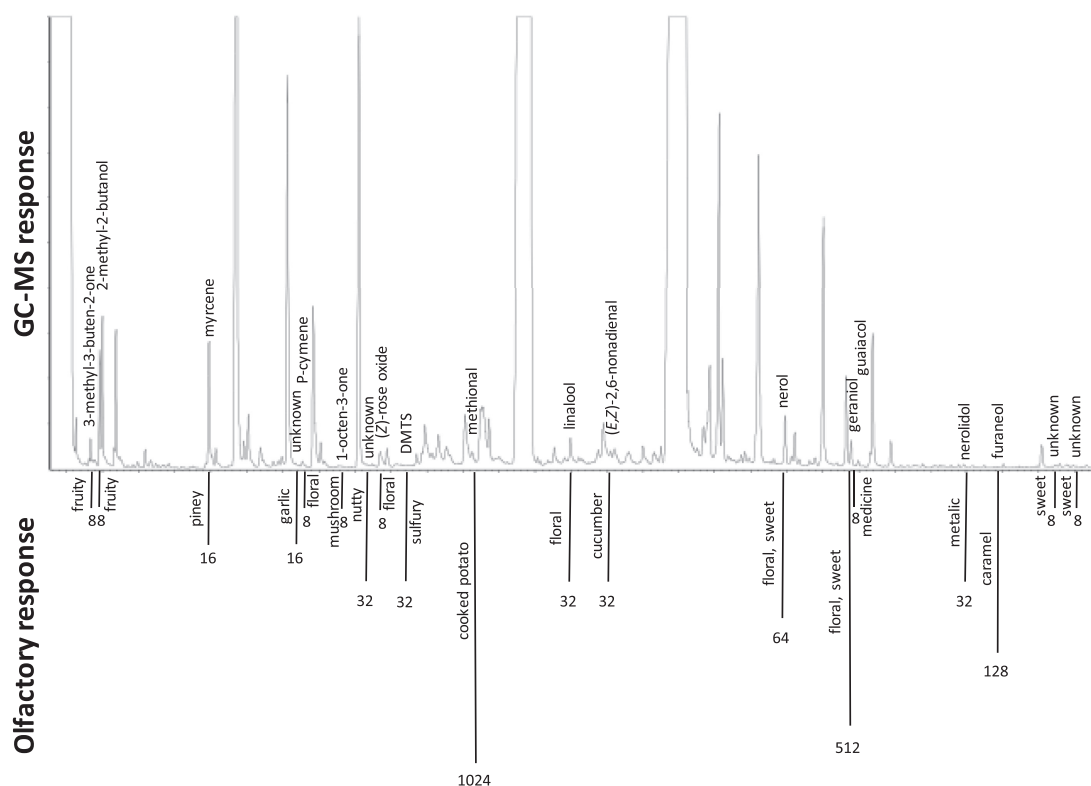 GC-MS response
3-methyl-3-buten-2-one
2-methyl-2-butanol
myrcene
unknown
P-cymene
1-octen-3-one
unknown
(Z)-rose oxide
DMTS
methional
linalool
(E,Z)-2,6-nonadienal
nerol
geraniol
guaiacol
nerolidol
furaneol
unknown
unknown
Olfactory response
fruity
8
8
fruity
piney
16
garlic
16
8
floral
mushroom
8
nutty
32
8
floral
32
sulfury
cooked potato
1024
floral
32
cucumber
32
floral, sweet
64
floral, sweet
512
8
medicine
metalic
32
caramel
128
sweet
8
sweet
8